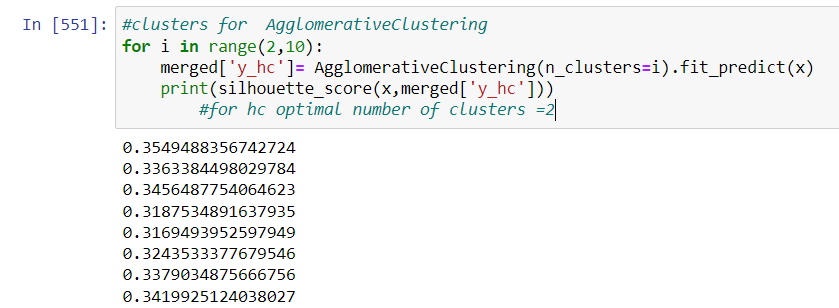 In [551]: #clusters for  AgglomerativeClustering
for i in range(2,10):
    merged['y_hc']= AgglomerativeClustering(n_clusters=i).fit_predict(x)
    print(silhouette_score(x,merged['y_hc']))
        #for hc optimal number of clusters =2
0.3549488356742724
0.3363384498029784
0.3456487754064623
0.3187534891637935
0.3169493952597949
0.3243533377679546
0.3379034875666756
0.3419925124038027